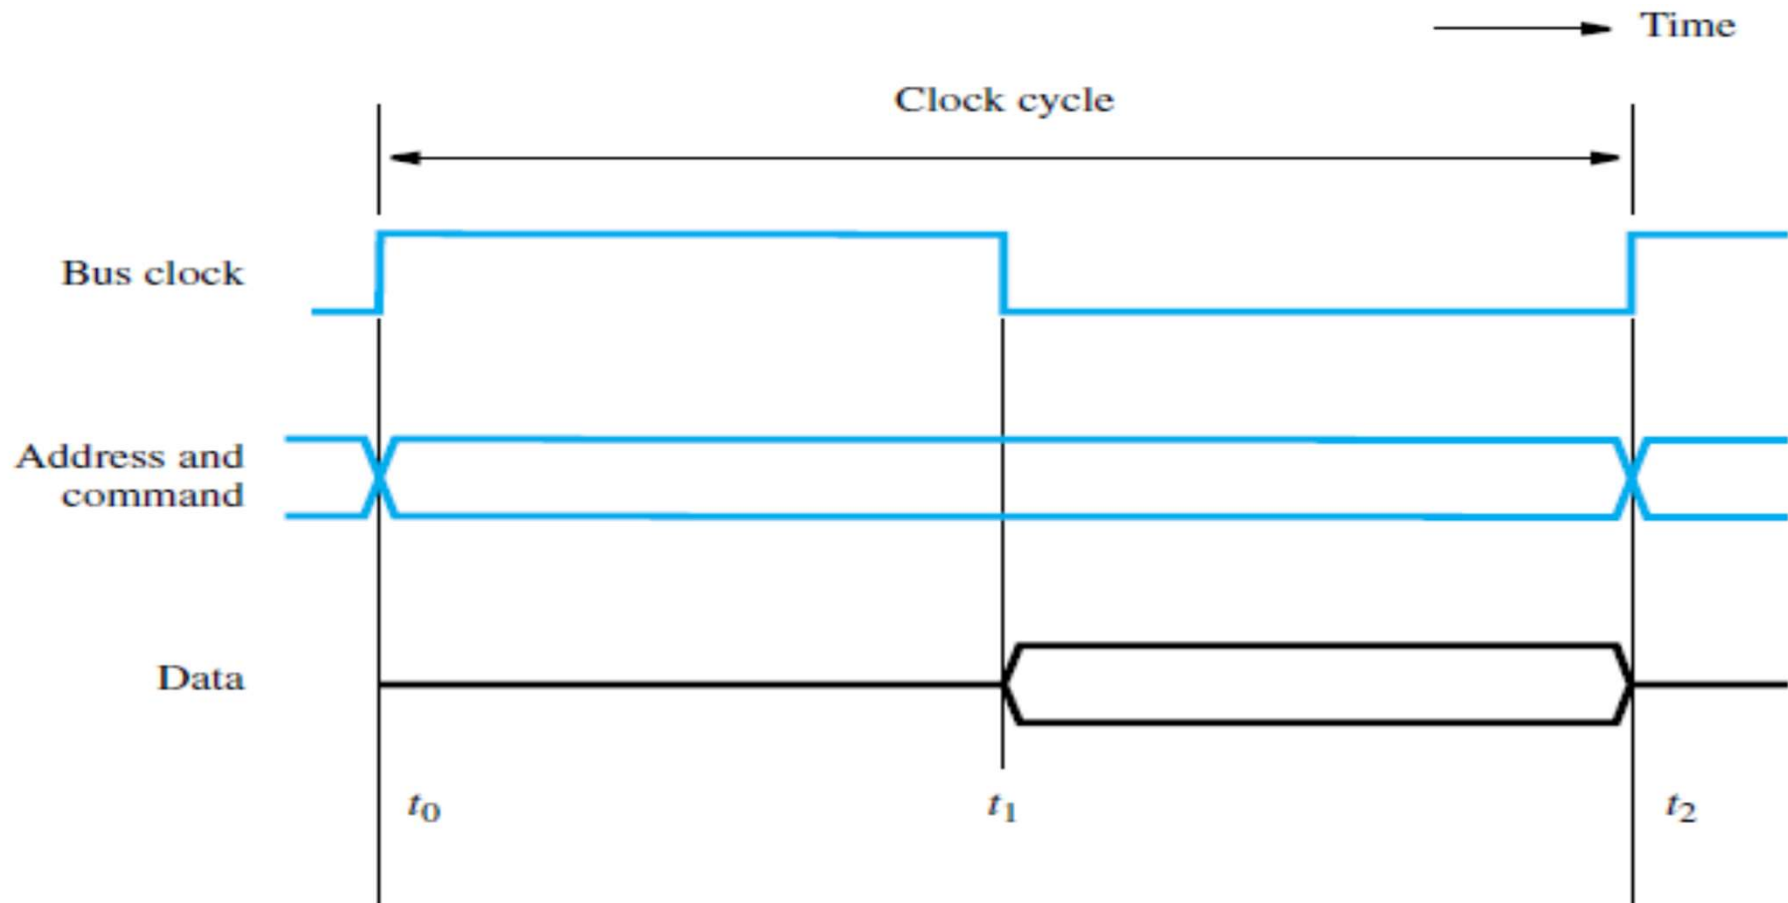 Time
Clock cycle
Bus clock
Address and
command
Data
t₀
t₁
t₂